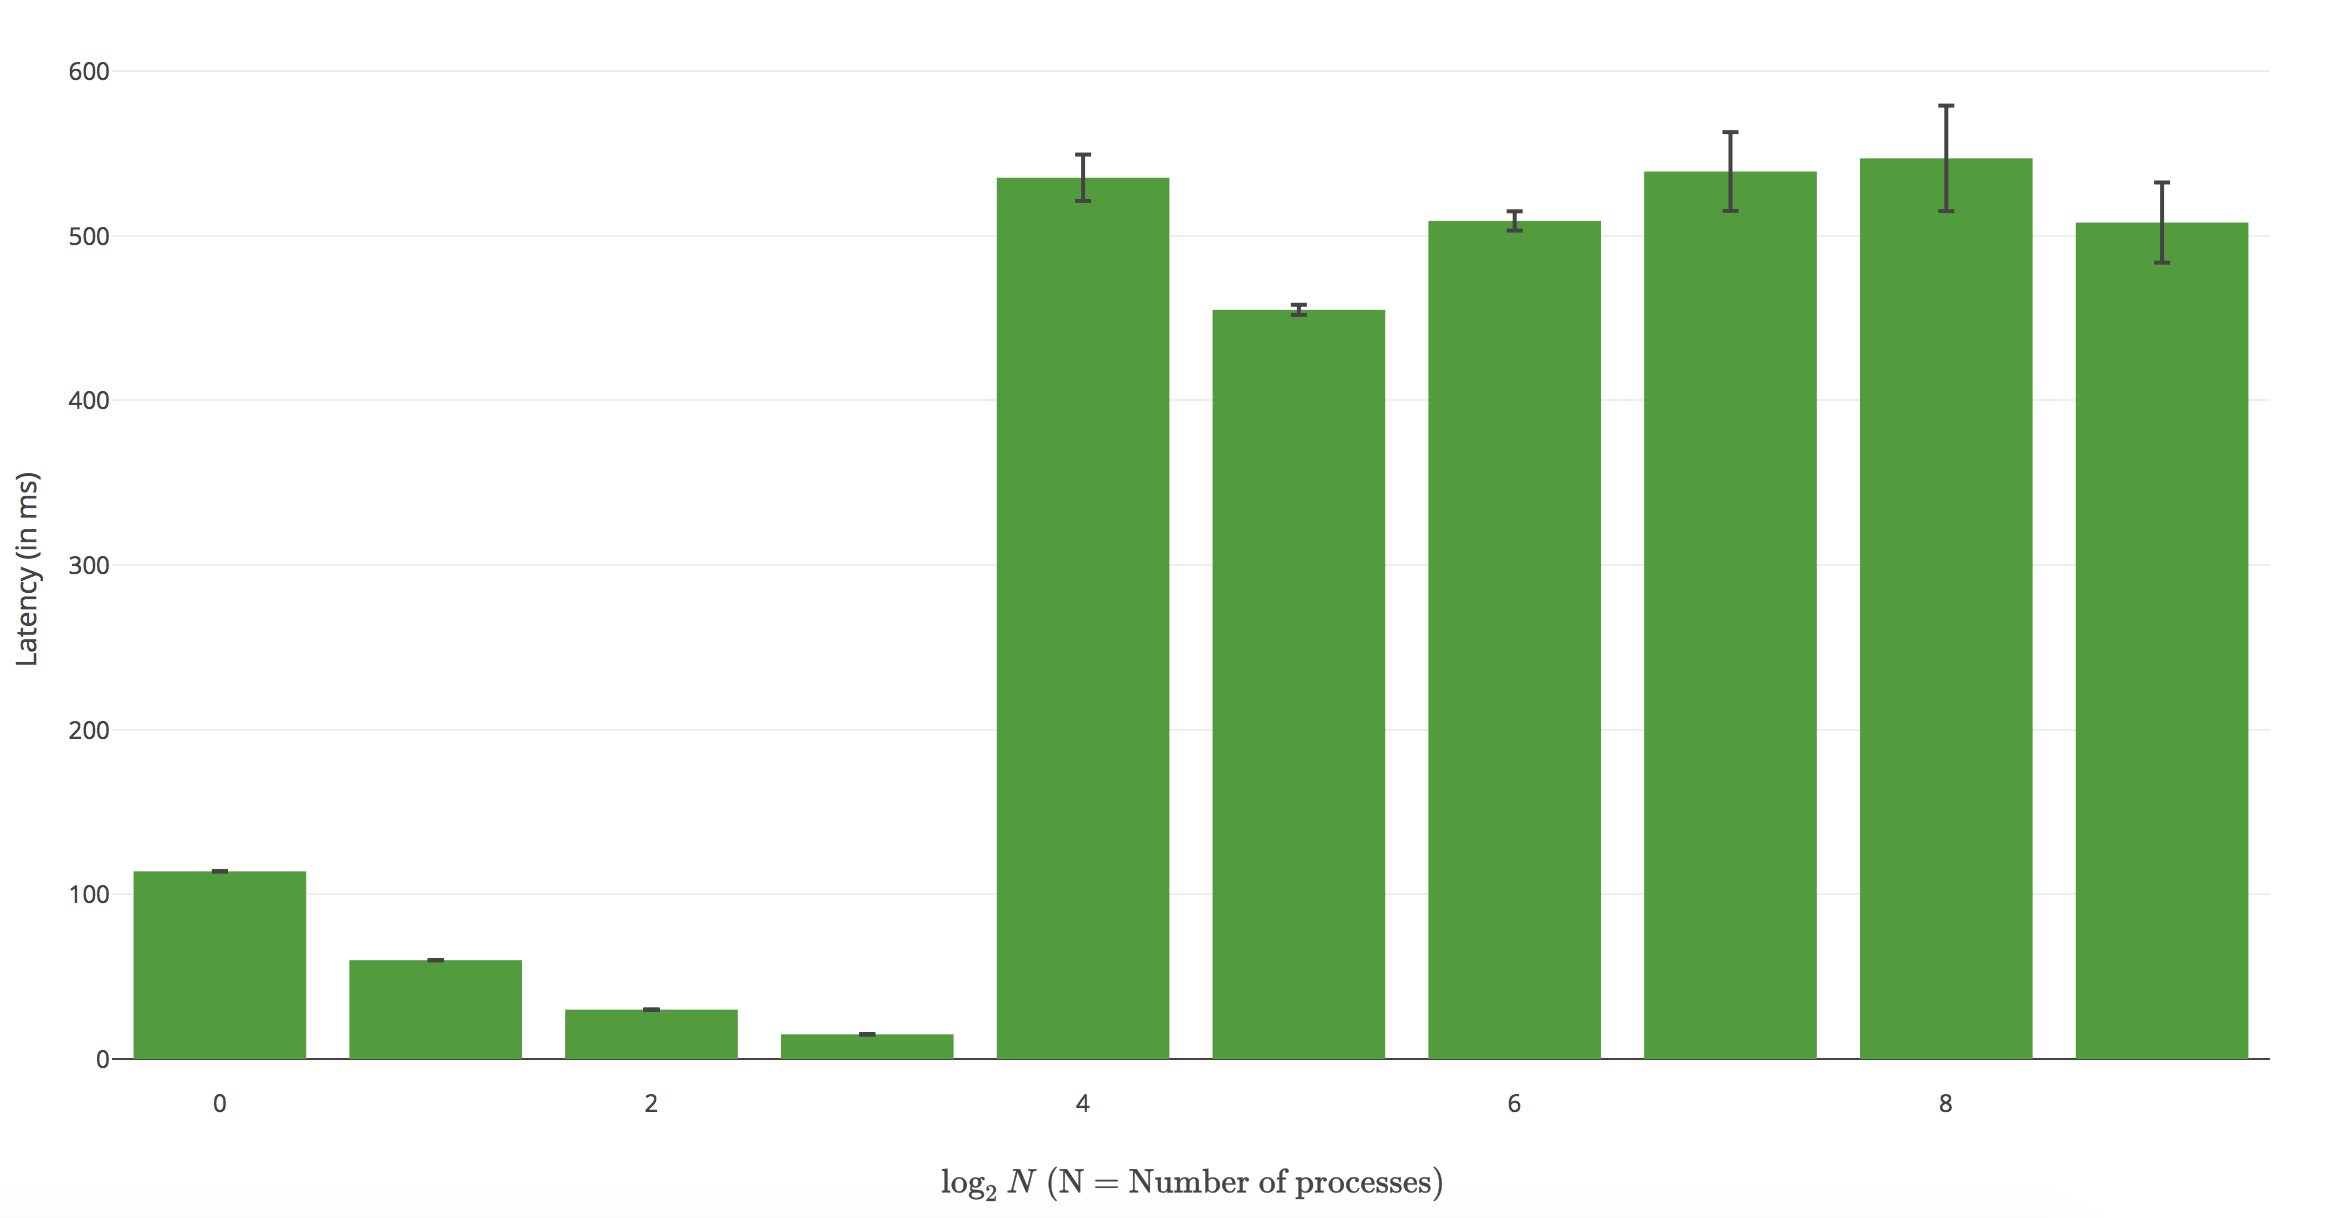 600
500
400
300
200
100
0
Latency (in ms)
0 2 4 6 8
log₂ N (N = Number of processes)